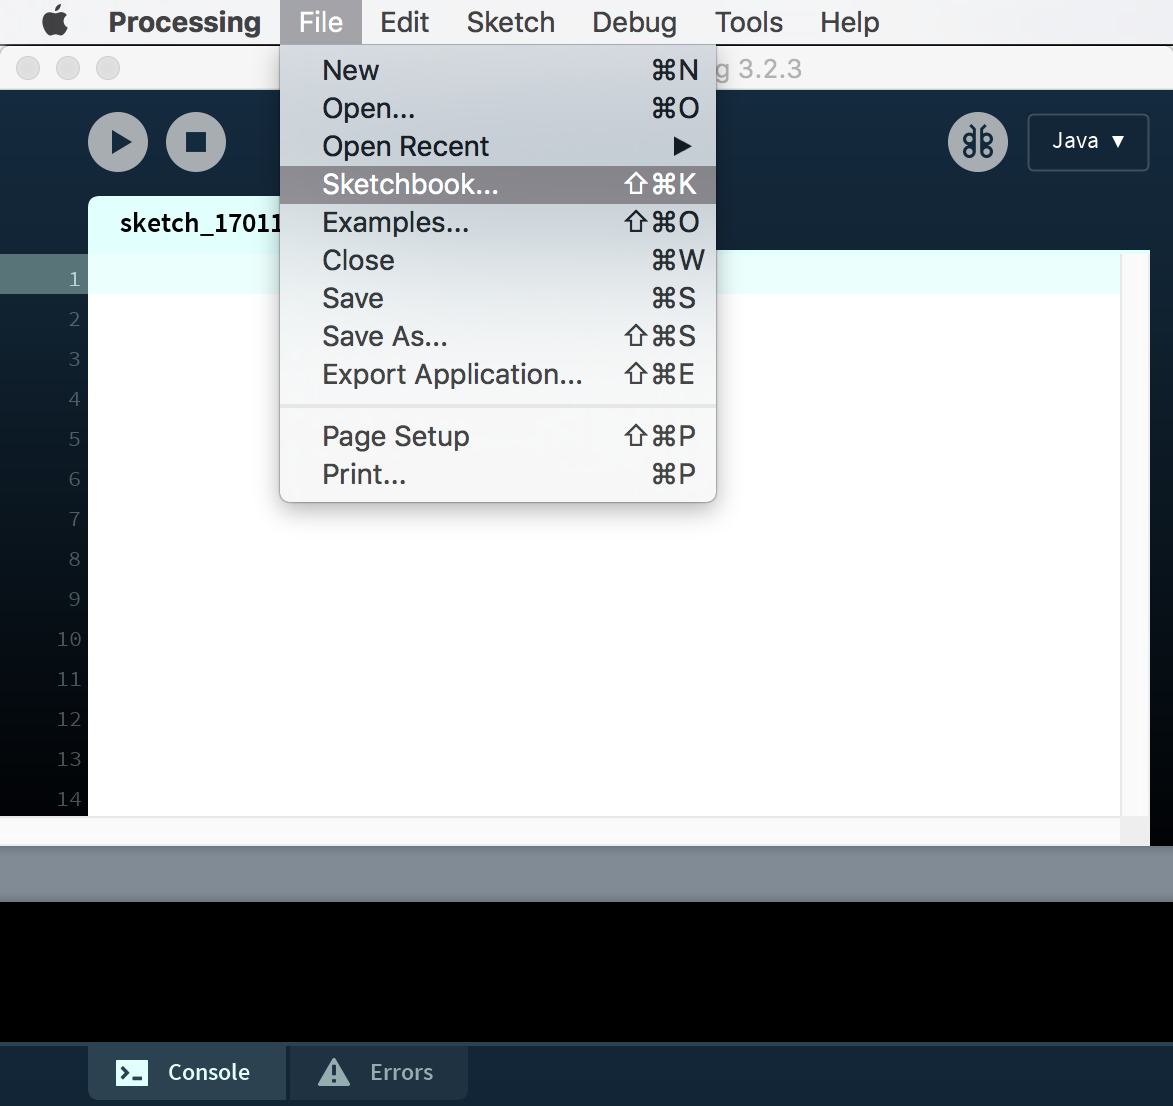 Processing File Edit Sketch Debug Tools Help
g 3.2.3
New ⌘N
Open... ⌘O
Open Recent ▶
Sketchbook... ⇧⌘K
Examples... ⇧⌘O
Close ⌘W
Save ⌘S
Save As... ⇧⌘S
Export Application... ⇧⌘E
Page Setup ⇧⌘P
Print... ⌘P
Java ▼
sketch_17011
1
2
3
4
5
6
7
8
9
10
11
12
13
14
Console Errors